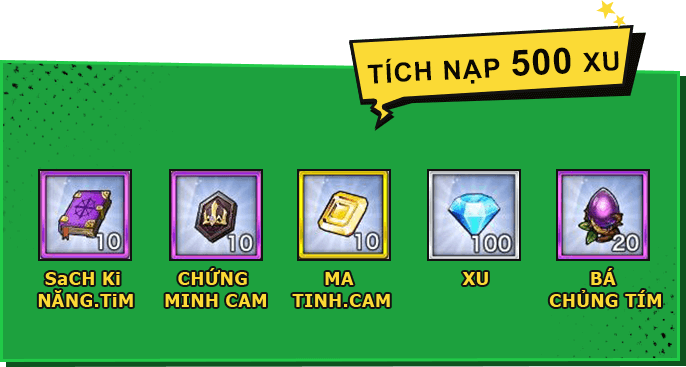 TÍCH NẠP 500 XU
10
10
10
100
20
SaCH Ki
NĂNG.TiM
CHỨNG
MINH CAM
MA
TINH.CAM
XU
BÁ
CHỦNG TÍM